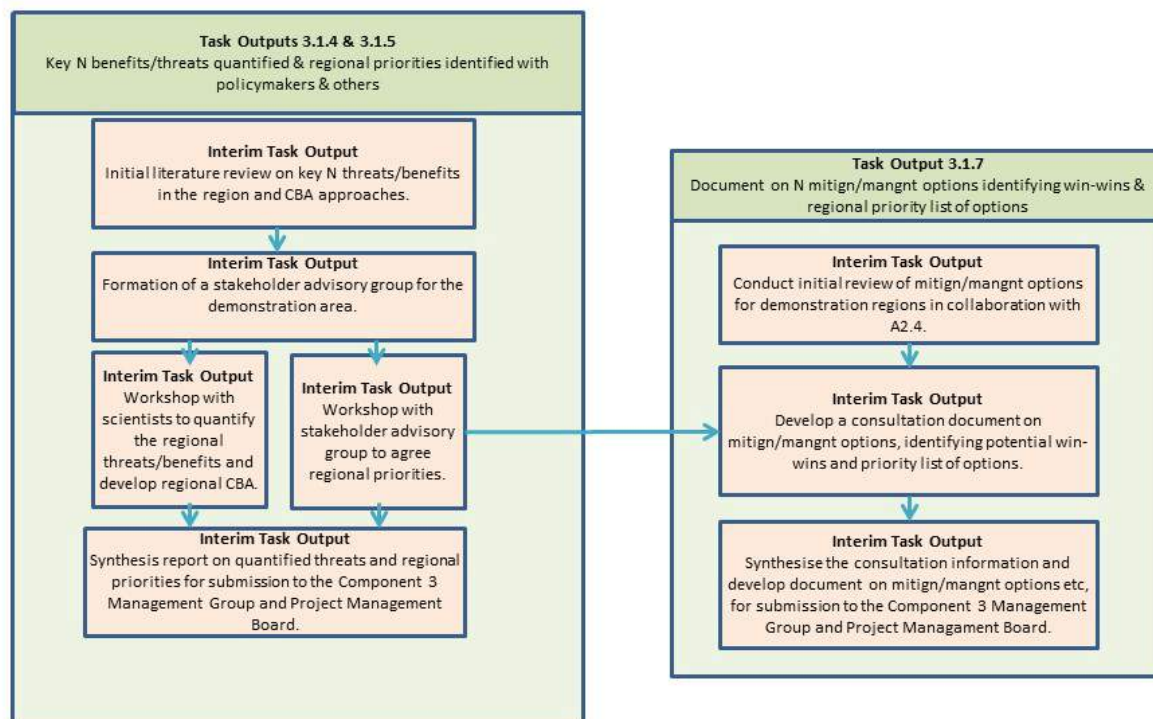 Task Outputs 3.1.4 & 3.1.5
Key N benefits/threats quantified & regional priorities identified with
policymakers & others
Interim Task Output
Initial literature review on key N threats/benefits
in the region and CBA approaches.
Interim Task Output
Formation of a stakeholder advisory group for the
demonstration area.
Interim Task Output
Workshop with
scientists to quantify
the regional
threats/benefits and
develop regional CBA.
Interim Task Output
Workshop with
stakeholder advisory
group to agree
regional priorities.
Interim Task Output
Synthesis report on quantified threats and regional
priorities for submission to the Component 3
Management Group and Project Management
Board.
Task Output 3.1.7
Document on N mitign/mangnt options identifying win-wins &
regional priority list of options
Interim Task Output
Conduct initial review of mitign/mangnt options
for demonstration regions in collaboration with
A2.4.
Interim Task Output
Develop a consultation document on
mitign/mangnt options, identifying potential win-
wins and priority list of options.
Interim Task Output
Synthesise the consultation information and
develop document on mitign/mangnt options etc,
for submission to the Component 3 Management
Group and Project Managament Board.